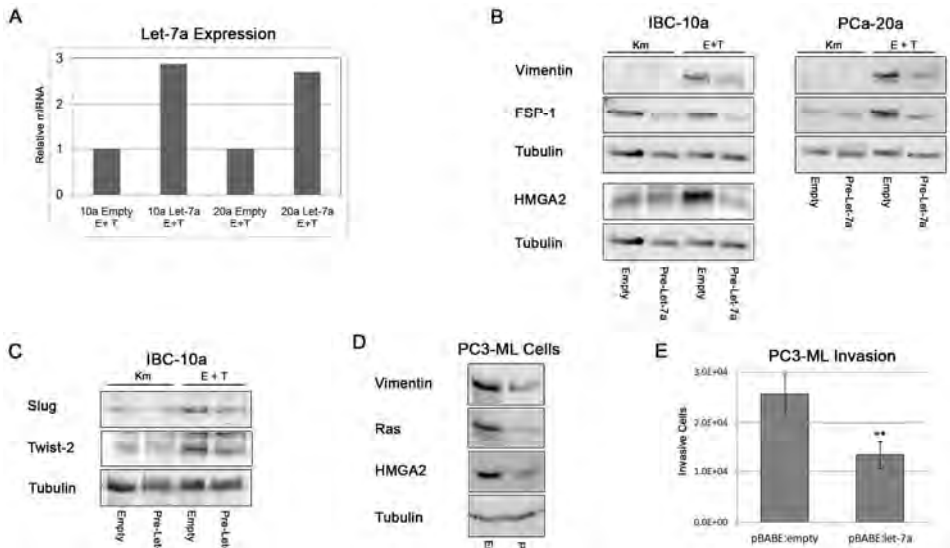 A
Let-7a Expression
Relative miRNA
3
2
1
0
10a Empty E+ T
10a Let-7a E+T
20a Empty E+ T
20a Let-7a E+T
B
IBC-10a
PCa-20a
Km
E+T
Km
E + T
Vimentin
FSP-1
Tubulin
HMGA2
Tubulin
Empty
Pre-Let-7a
Empty
Pre-Let-7a
Empty
Pre-Let-7a
Empty
Pre-Let-7a
C
IBC-10a
Km
E + T
Slug
Twist-2
Tubulin
Empty
Pre-Let
Empty
Pre-Let
D
PC3-ML Cells
Vimentin
Ras
HMGA2
Tubulin
E
P
E
PC3-ML Invasion
Invasive Cells
3.0E+04
2.0E+04
1.0E+04
0.0E+00
**
pBABE:empty
pBABE:let-7a